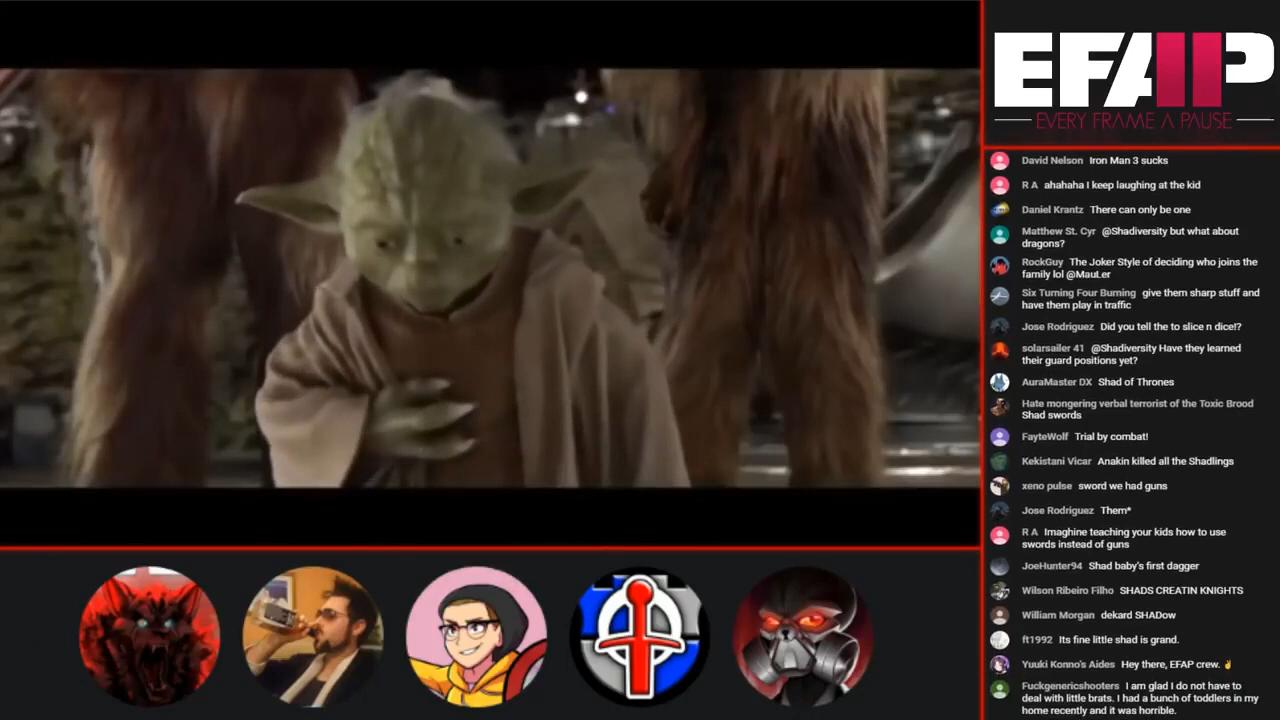 EFAP
EVERY FRAME A PAUSE
David Nelson Iron Man 3 sucks
R A ahahaha I keep laughing at the kid
Daniel Krantz There can only be one
Matthew St. Cyr @Shadiversity but what about
dragons?
RockGuy The Joker Style of deciding who joins the
family lol @MauLer
Six Turning Four Burning give them sharp stuff and
have them play in traffic
Jose Rodriguez Did you tell the to slice n dice!?
solarsailer 41 @Shadiversity Have they learned
their guard positions yet?
AuraMaster DX Shad of Thrones
Hate mongering verbal terrorist of the Toxic Brood
Shad swords
FayteWolf Trial by combat!
Kekistani Vicar Anakin killed all the Shadlings
xeno pulse sword we had guns
Jose Rodriguez Them*
R A Imaghine teaching your kids how to use
swords instead of guns
JoeHunter94 Shad baby's first dagger
Wilson Ribeiro Filho SHADS CREATIN KNIGHTS
William Morgan dekard SHADow
ft1992 Its fine little shad is grand.
Yuuki Konno's Aides Hey there, EFAP crew. ✌
Fuckgenericshooters I am glad I do not have to
deal with little brats. I had a bunch of toddlers in my
home recently and it was horrible.